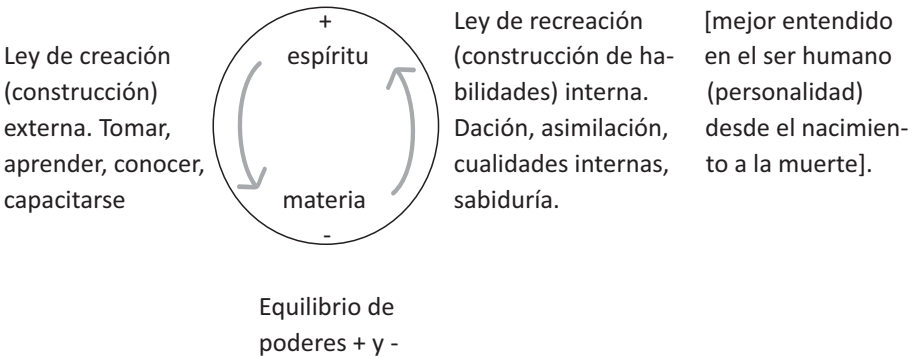 Ley de creación
(construcción)
externa. Tomar,
aprender, conocer,
capacitarse
+
espíritu
materia
-
Ley de recreación
(construcción de ha-
bilidades) interna.
Dación, asimilación,
cualidades internas,
sabiduría.
[mejor entendido
en el ser humano
(personalidad)
desde el nacimien-
to a la muerte].
Equilibrio de
poderes + y -